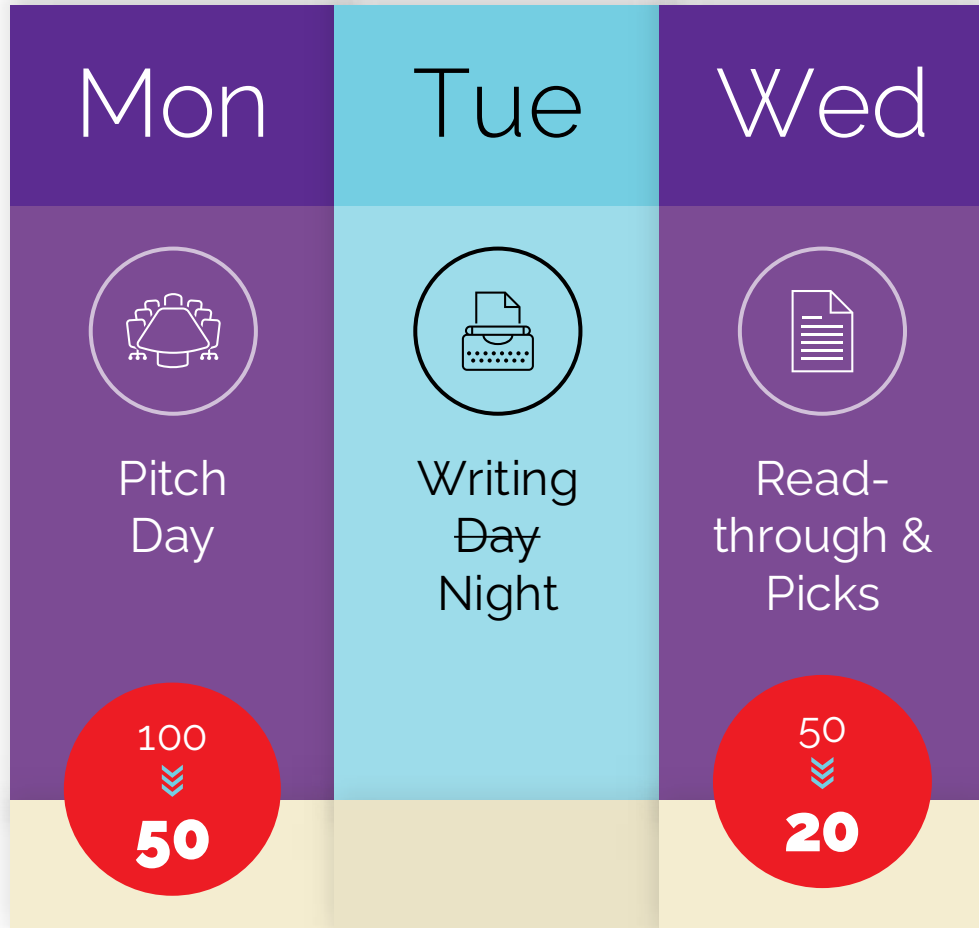 Mon
Tue
Wed
Pitch
Day
Writing
Day
Night
Read-
through &
Picks
100
50
50
20